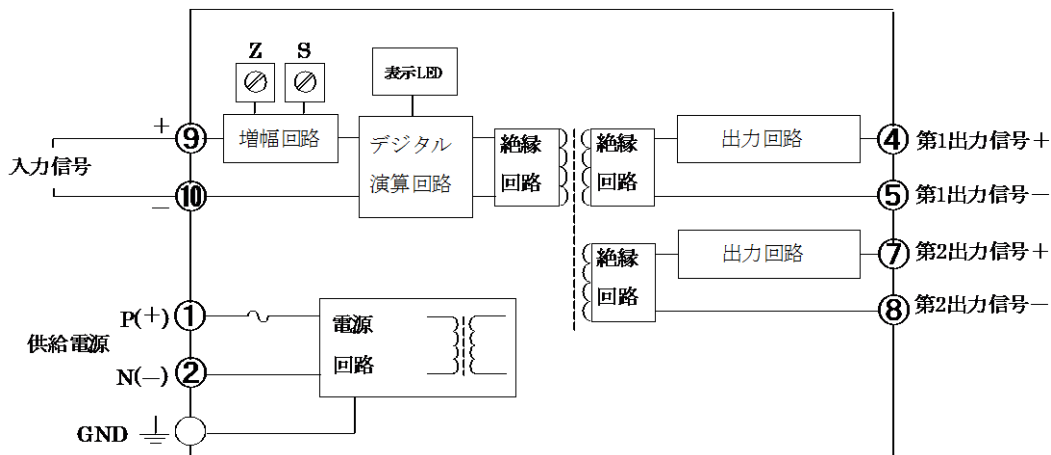 Z
S
表示LED
+
⑨
増幅回路
デジタル
演算回路
絶縁
回路
絶縁
回路
出力回路
④
第1出力信号+
入力信号
−
⑩
⑤
第1出力信号−
絶縁
回路
出力回路
⑦
第2出力信号+
⑧
第2出力信号−
P(+)
①
電源
回路
供給電源
N(−)
②
GND